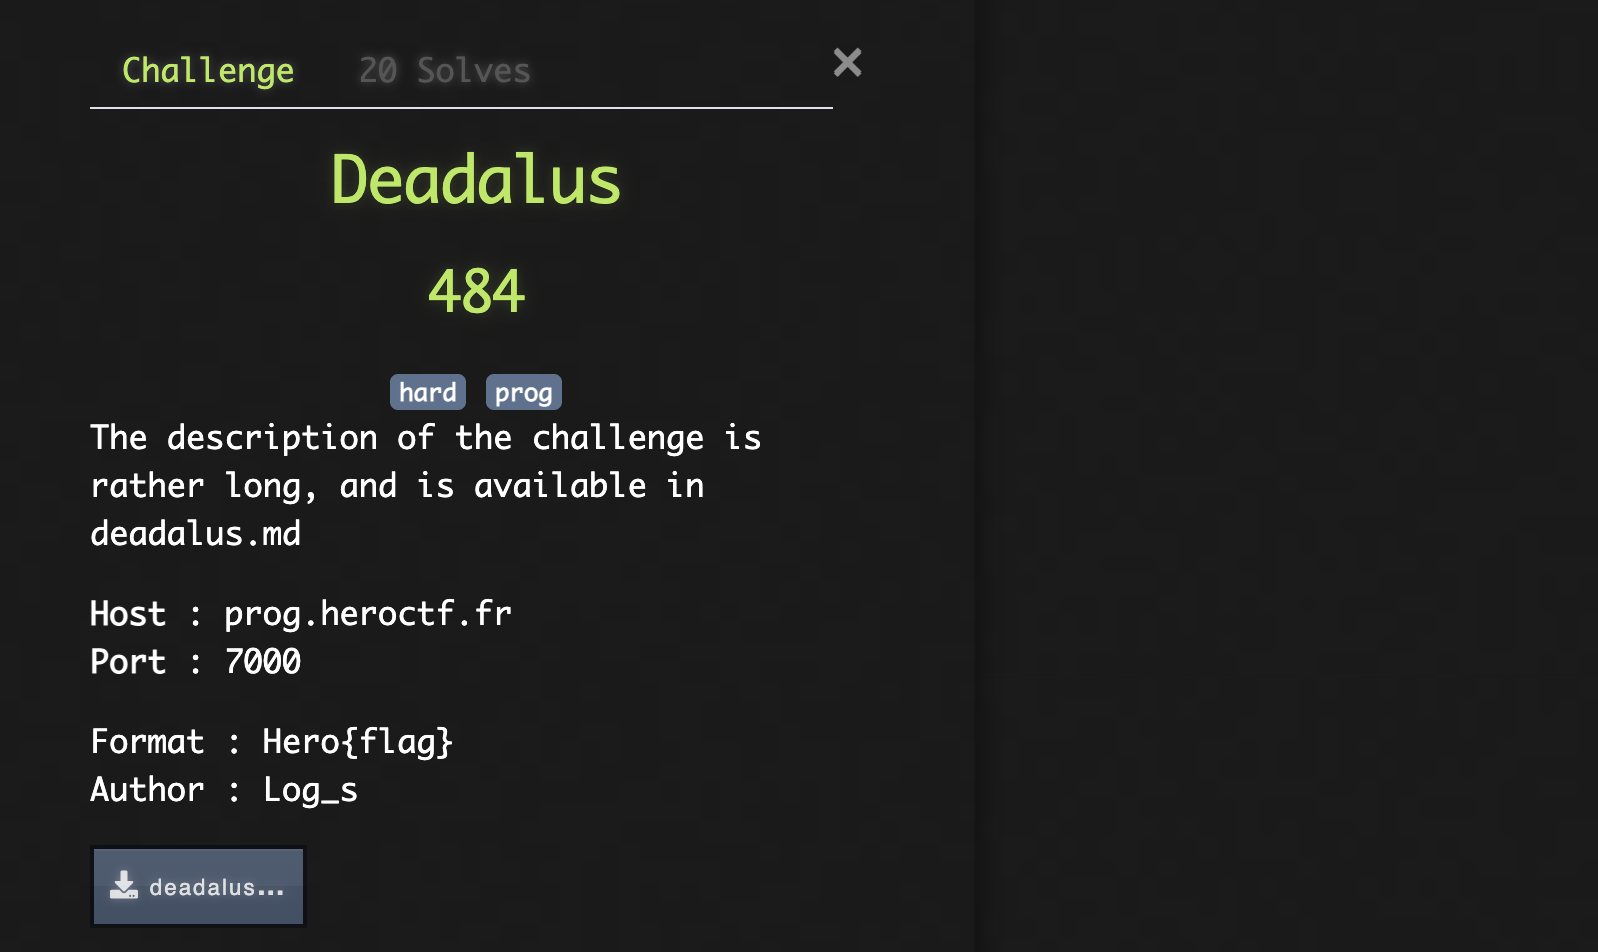 Challenge
20 Solves
Deadalus
484
hard
prog
The description of the challenge is
rather long, and is available in
deadalus.md
Host : prog.heroctf.fr
Port : 7000
Format : Hero{flag}
Author : Log_s
deadalus...